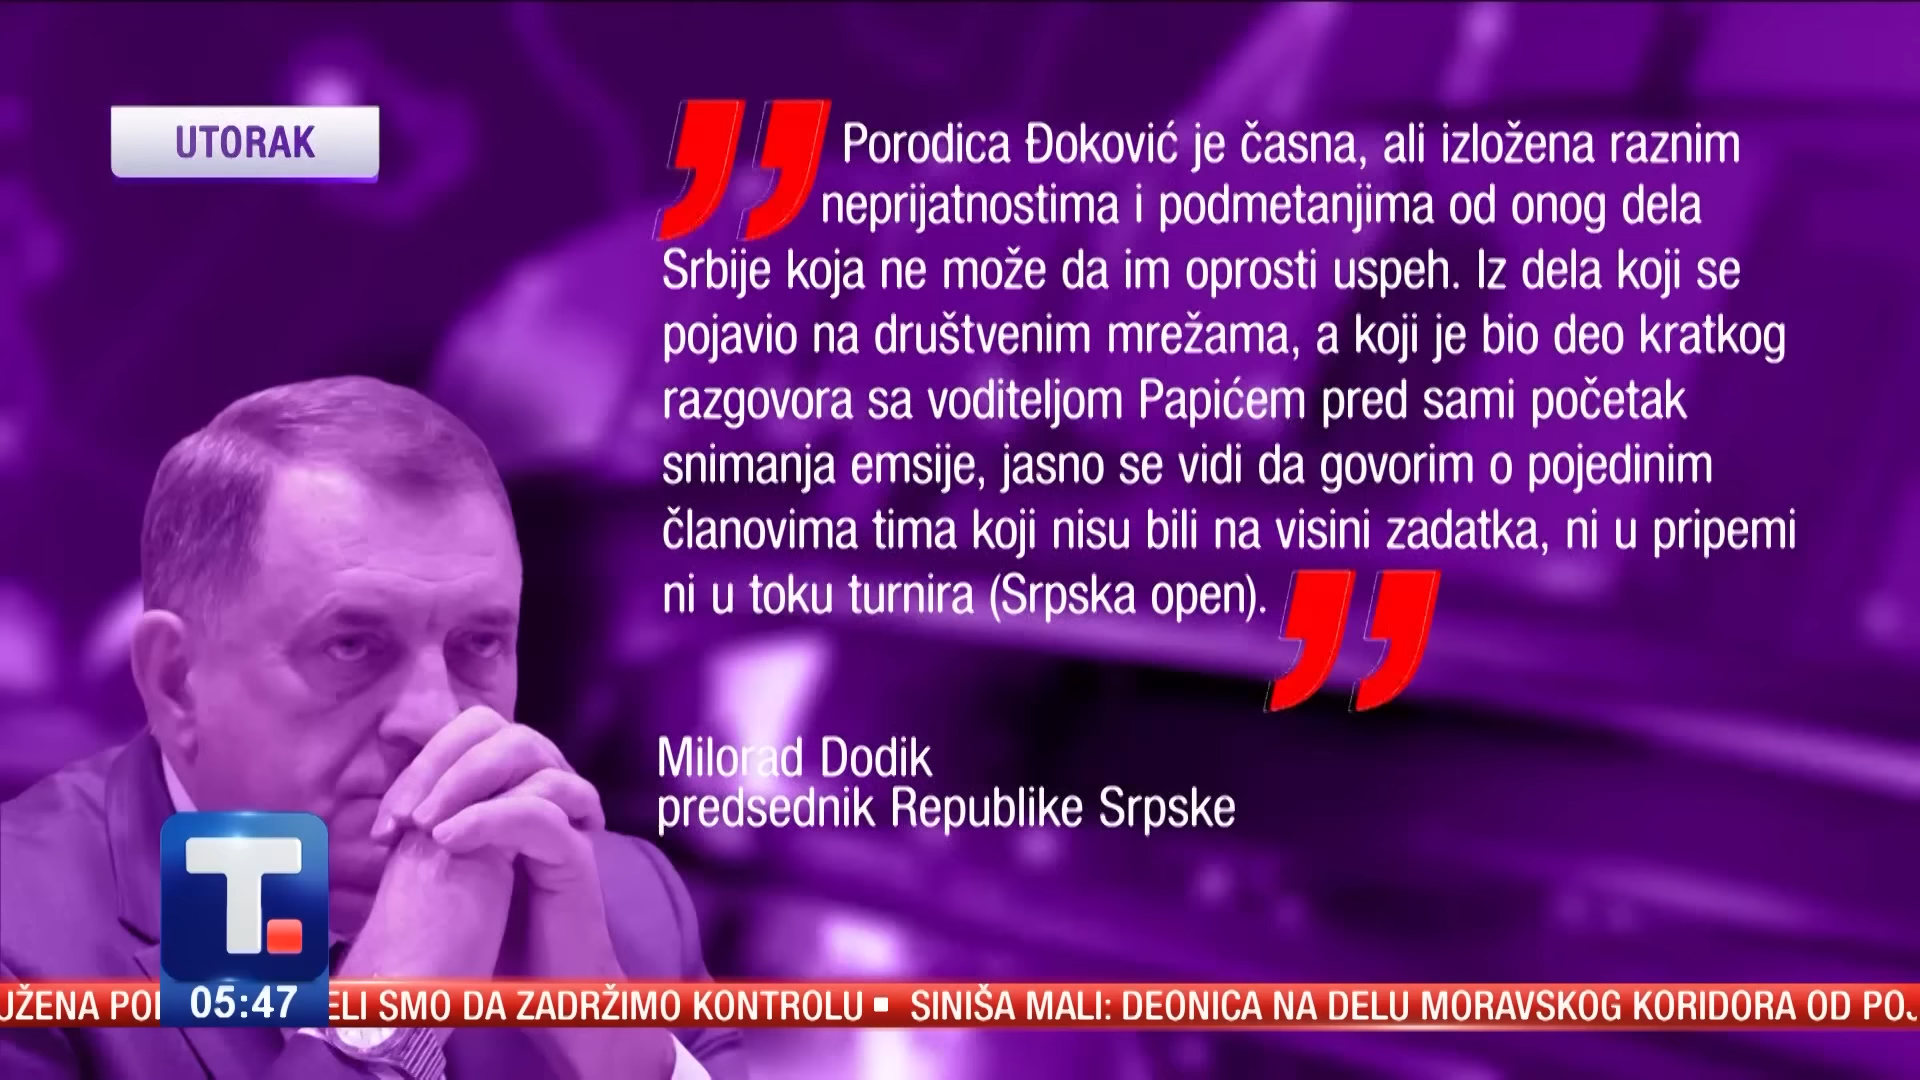 UTORAK
Porodica Đoković je časna, ali izložena raznim
neprijatnostima i podmetanjima od onog dela
Srbije koja ne može da im oprosti uspeh. Iz dela koji se
pojavio na društvenim mrežama, a koji je bio deo kratkog
razgovora sa voditeljom Papićem pred sami početak
snimanja emsije, jasno se vidi da govorim o pojedinim
članovima tima koji nisu bili na visini zadatka, ni u pripemi
ni u toku turnira (Srpska open).
Milorad Dodik
predsednik Republike Srpske
T.
05:47
SMO DA ZADRŽIMO KONTROLU ▪ SINIŠA MALI: DEONICA NA DELU MORAVSKOG KORIDORA OD